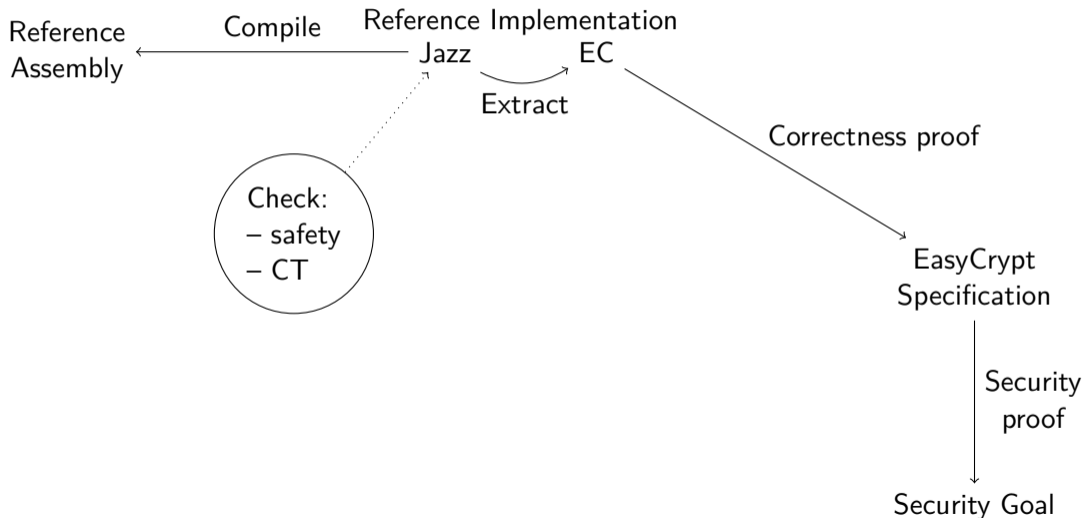 Reference
Assembly
Compile
Reference Implementation
Jazz
EC
Extract
Correctness proof
Check:
– safety
– CT
EasyCrypt
Specification
Security
proof
Security Goal